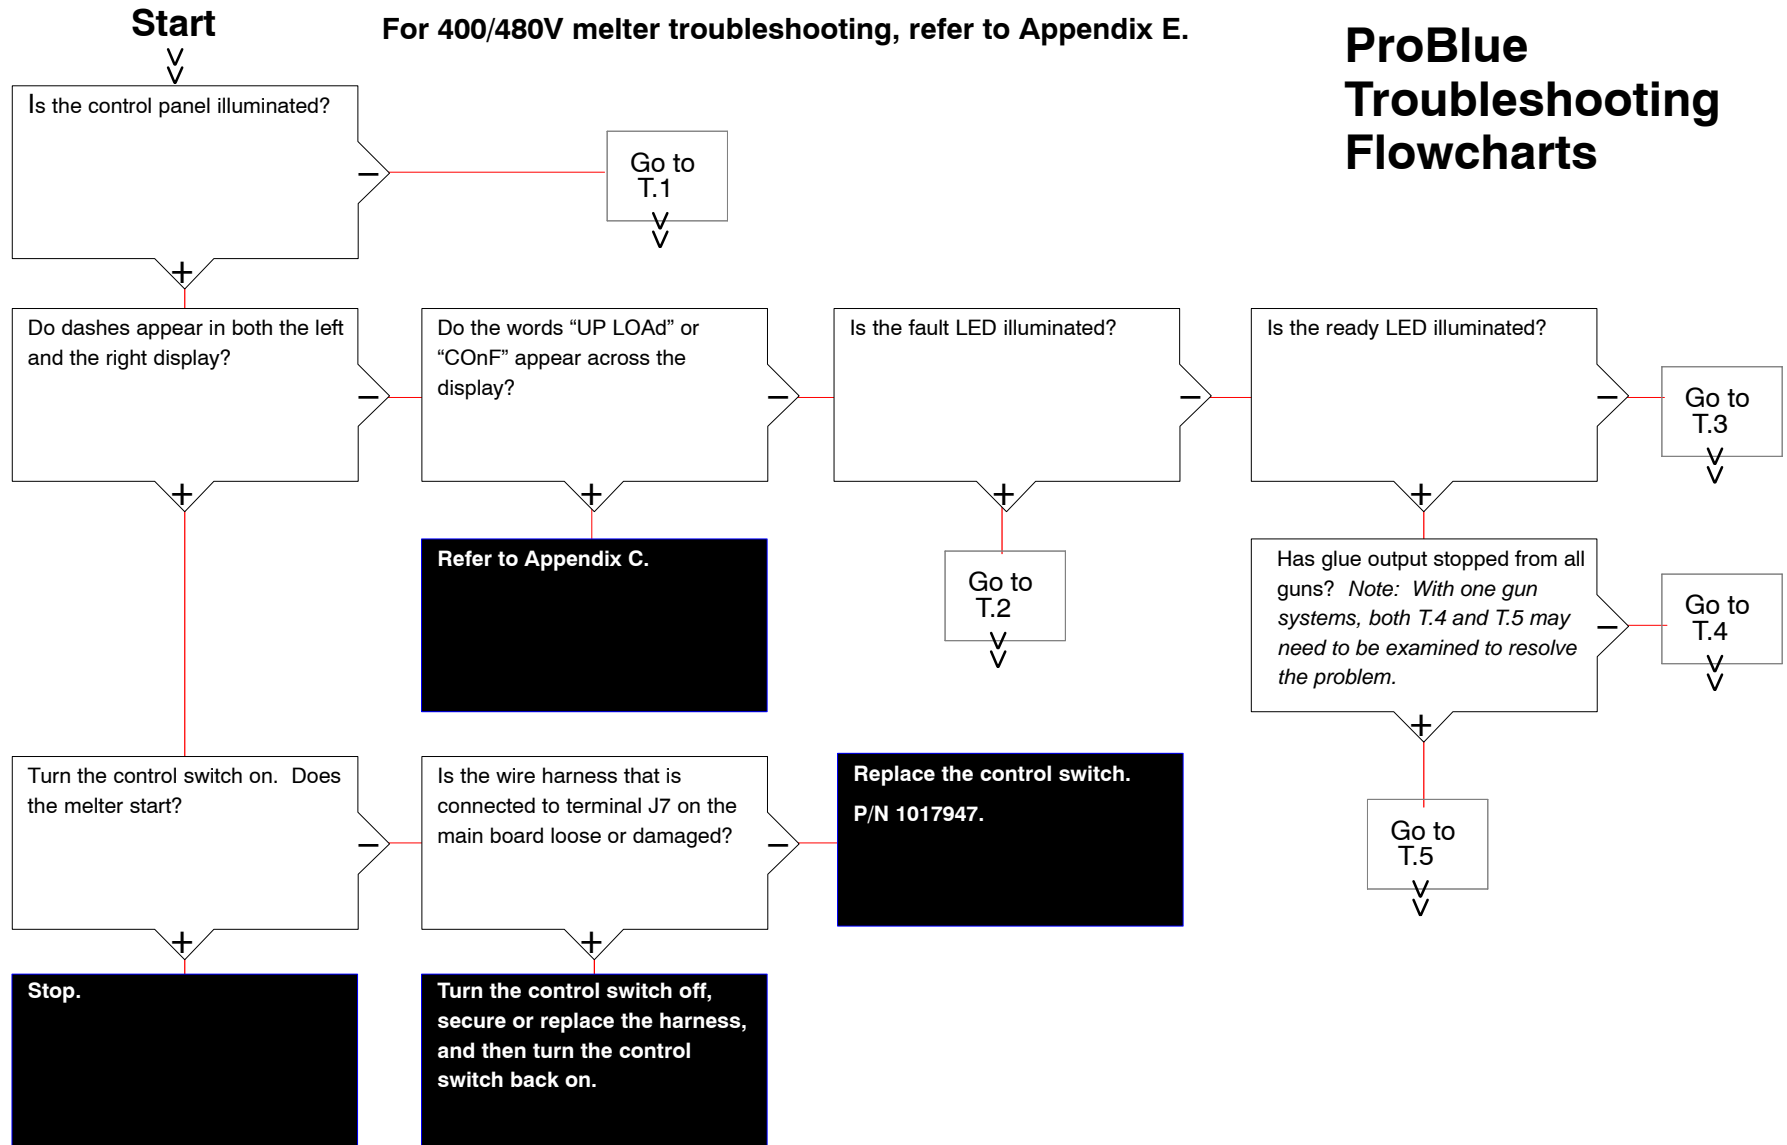 Start
For 400/480V melter troubleshooting, refer to Appendix E.
ProBlue
Troubleshooting
Flowcharts
Is the control panel illuminated?
−
Go to
T.1
+
Do dashes appear in both the left
and the right display?
−
+
Do the words “UP LOAd” or
“COnF” appear across the
display?
−
+
Is the fault LED illuminated?
−
+
Is the ready LED illuminated?
−
+
Go to
T.3
Refer to Appendix C.
Go to
T.2
Has glue output stopped from all
guns? Note: With one gun
systems, both T.4 and T.5 may
need to be examined to resolve
the problem.
−
+
Go to
T.4
Turn the control switch on. Does
the melter start?
−
+
Is the wire harness that is
connected to terminal J7 on the
main board loose or damaged?
−
+
Replace the control switch.
P/N 1017947.
Go to
T.5
Stop.
Turn the control switch off,
secure or replace the harness,
and then turn the control
switch back on.